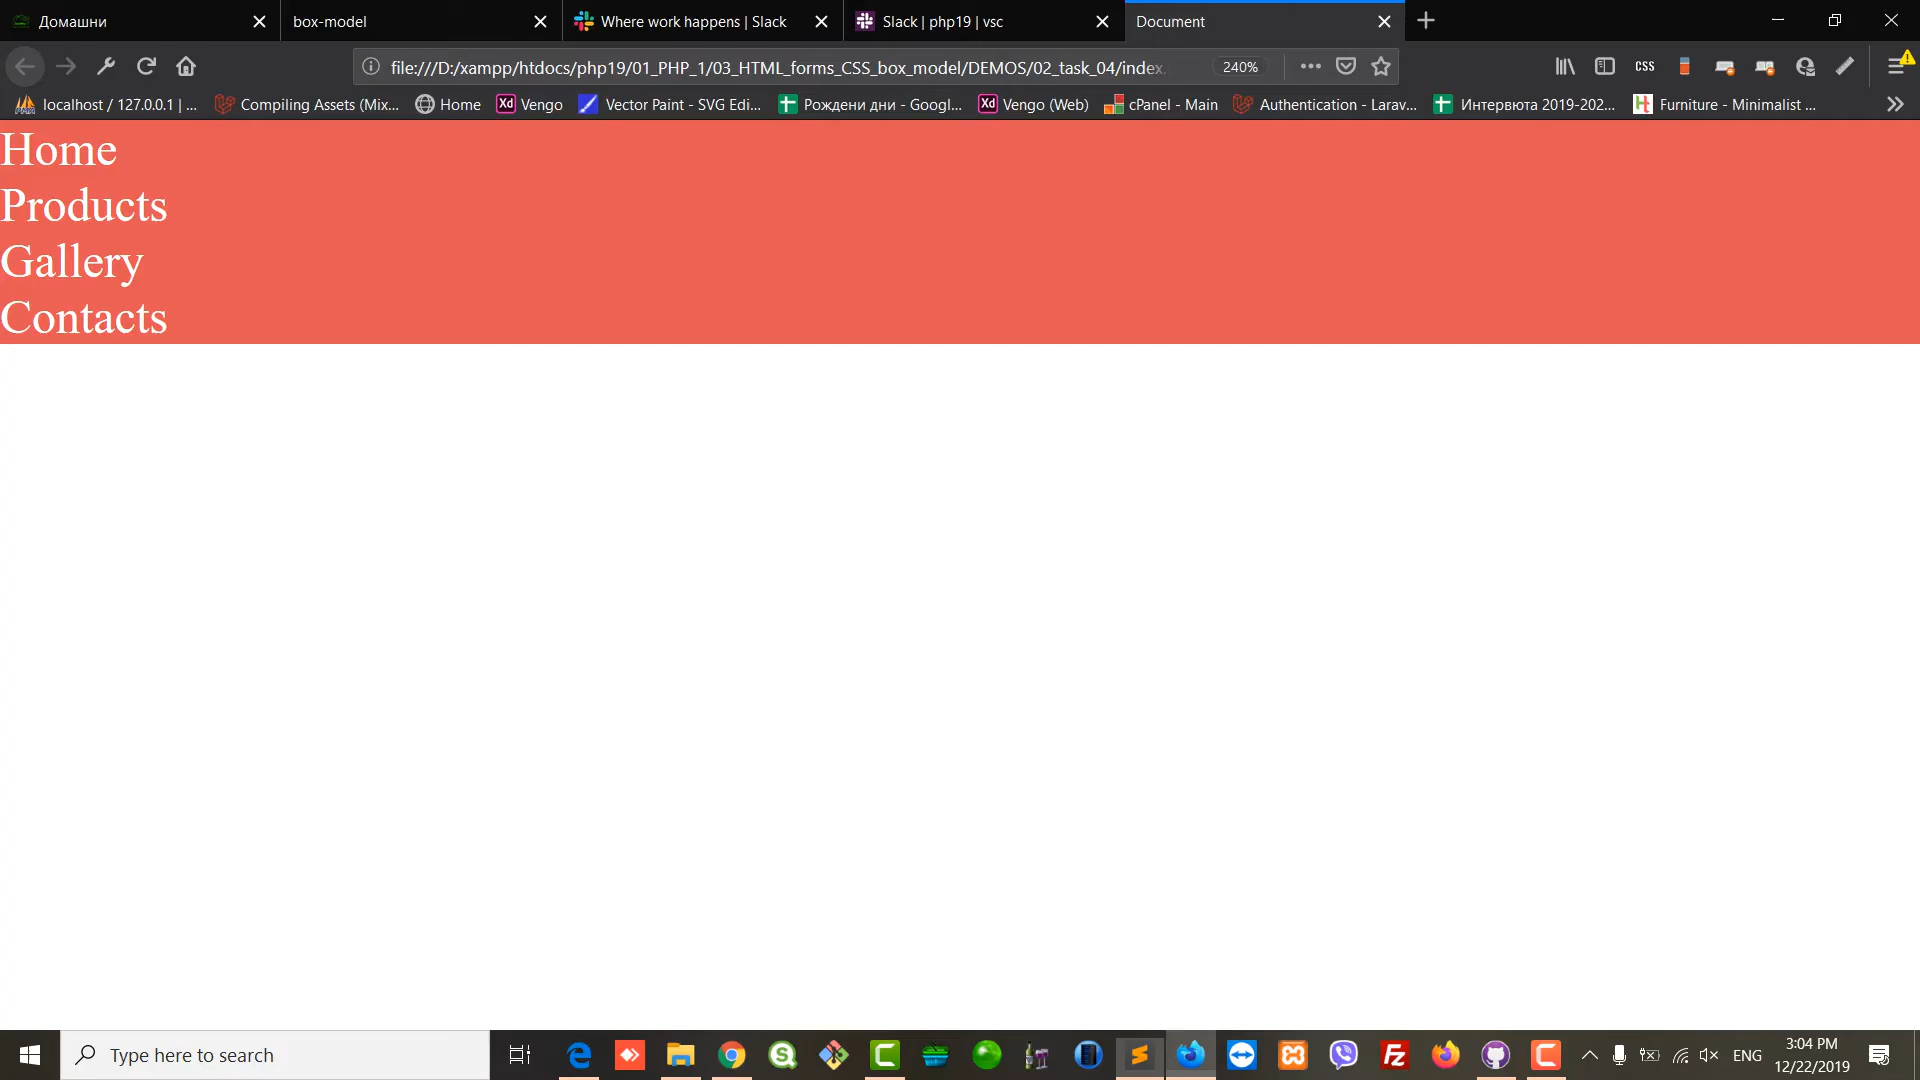 Домашни
box-model
Where work happens | Slack
Slack | php19 | vsc
Document
file:///D:/xampp/htdocs/php19/01_PHP_1/03_HTML_forms_CSS_box_model/DEMOS/02_task_04/index.
240%
CSS
localhost / 127.0.0.1 | ...
Compiling Assets (Mix...
Home
Vengo
Vector Paint - SVG Edi...
Рождени дни - Googl...
Vengo (Web)
cPanel - Main
Authentication - Larav...
Интервюта 2019-202...
Furniture - Minimalist ...
Home
Products
Gallery
Contacts
Type here to search
ENG
3:04 PM
12/22/2019